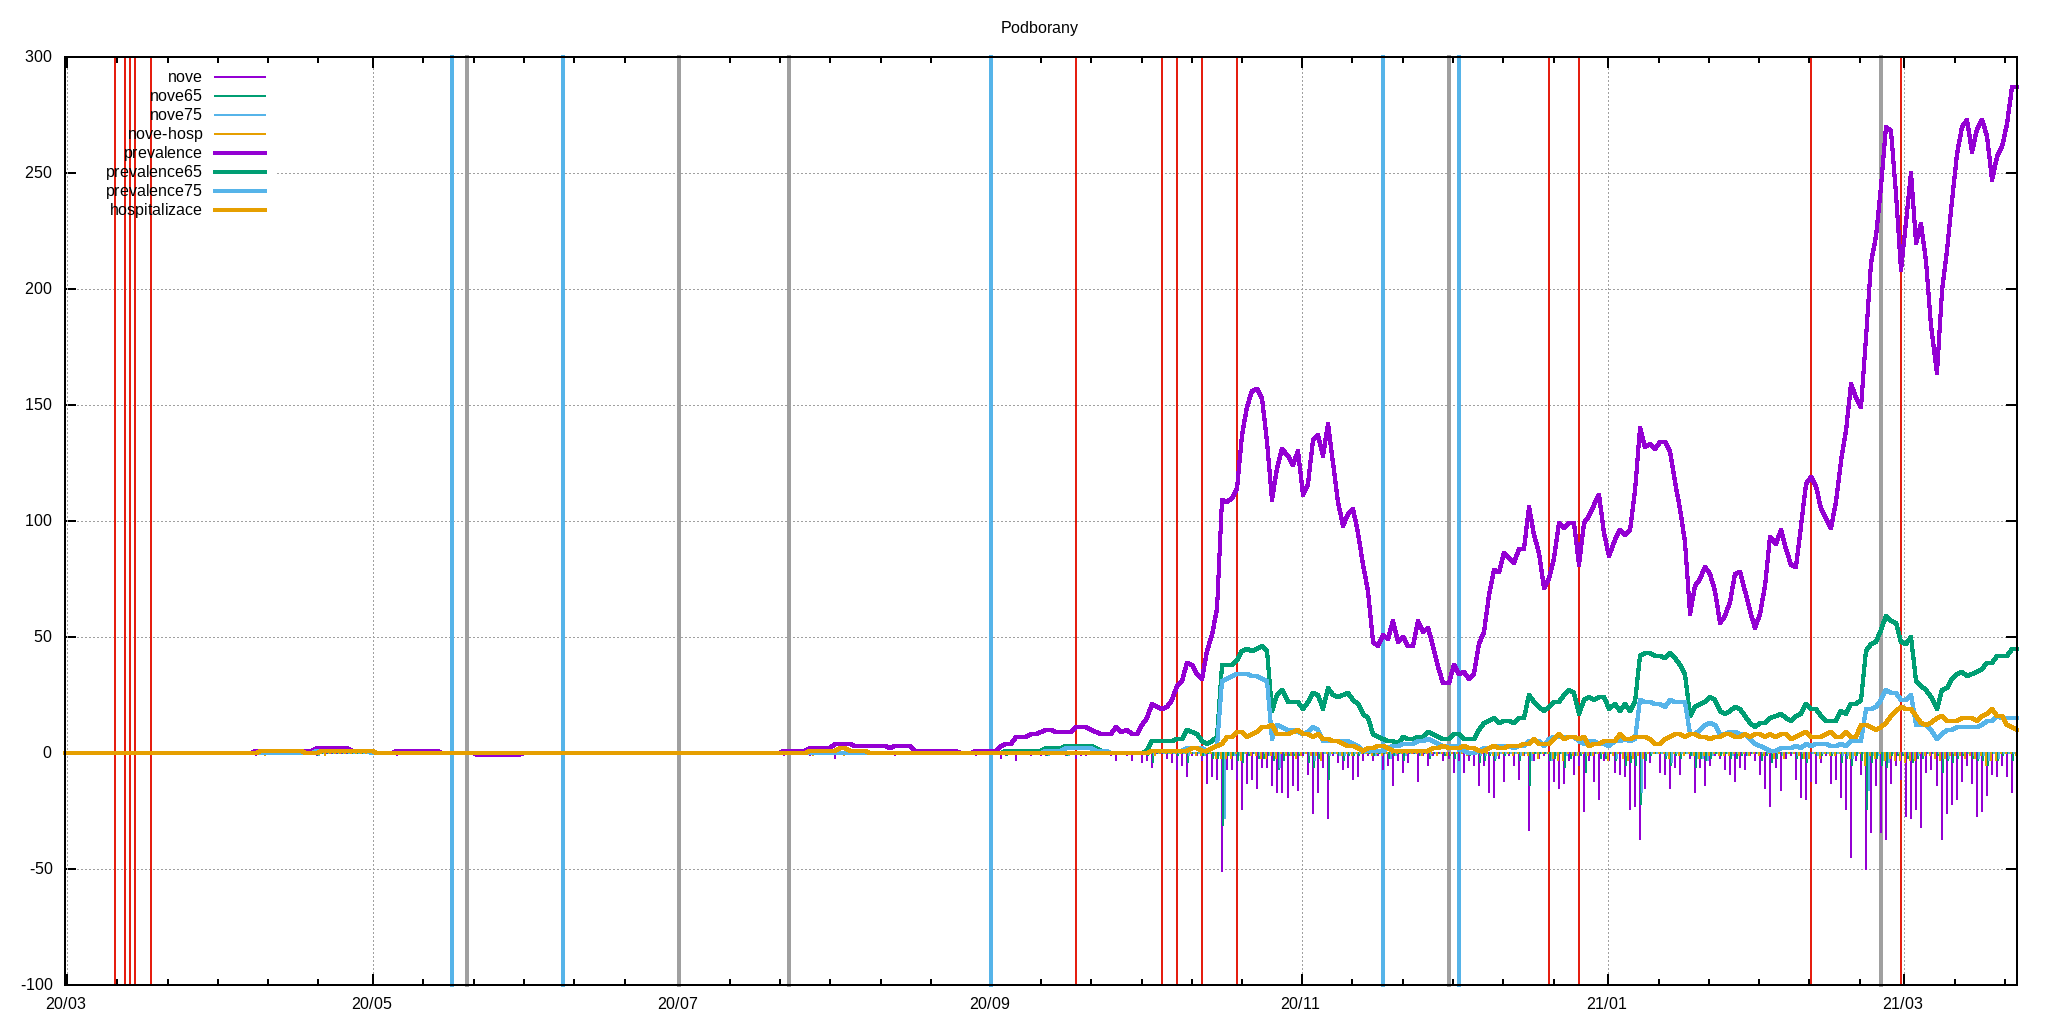 Podborany
300
250
200
150
100
50
0
-50
-100
nove
nove65
nove75
nove-hosp
prevalence
prevalence65
prevalence75
hospitalizace
20/03 20/05 20/07 20/09 20/11 21/01 21/03